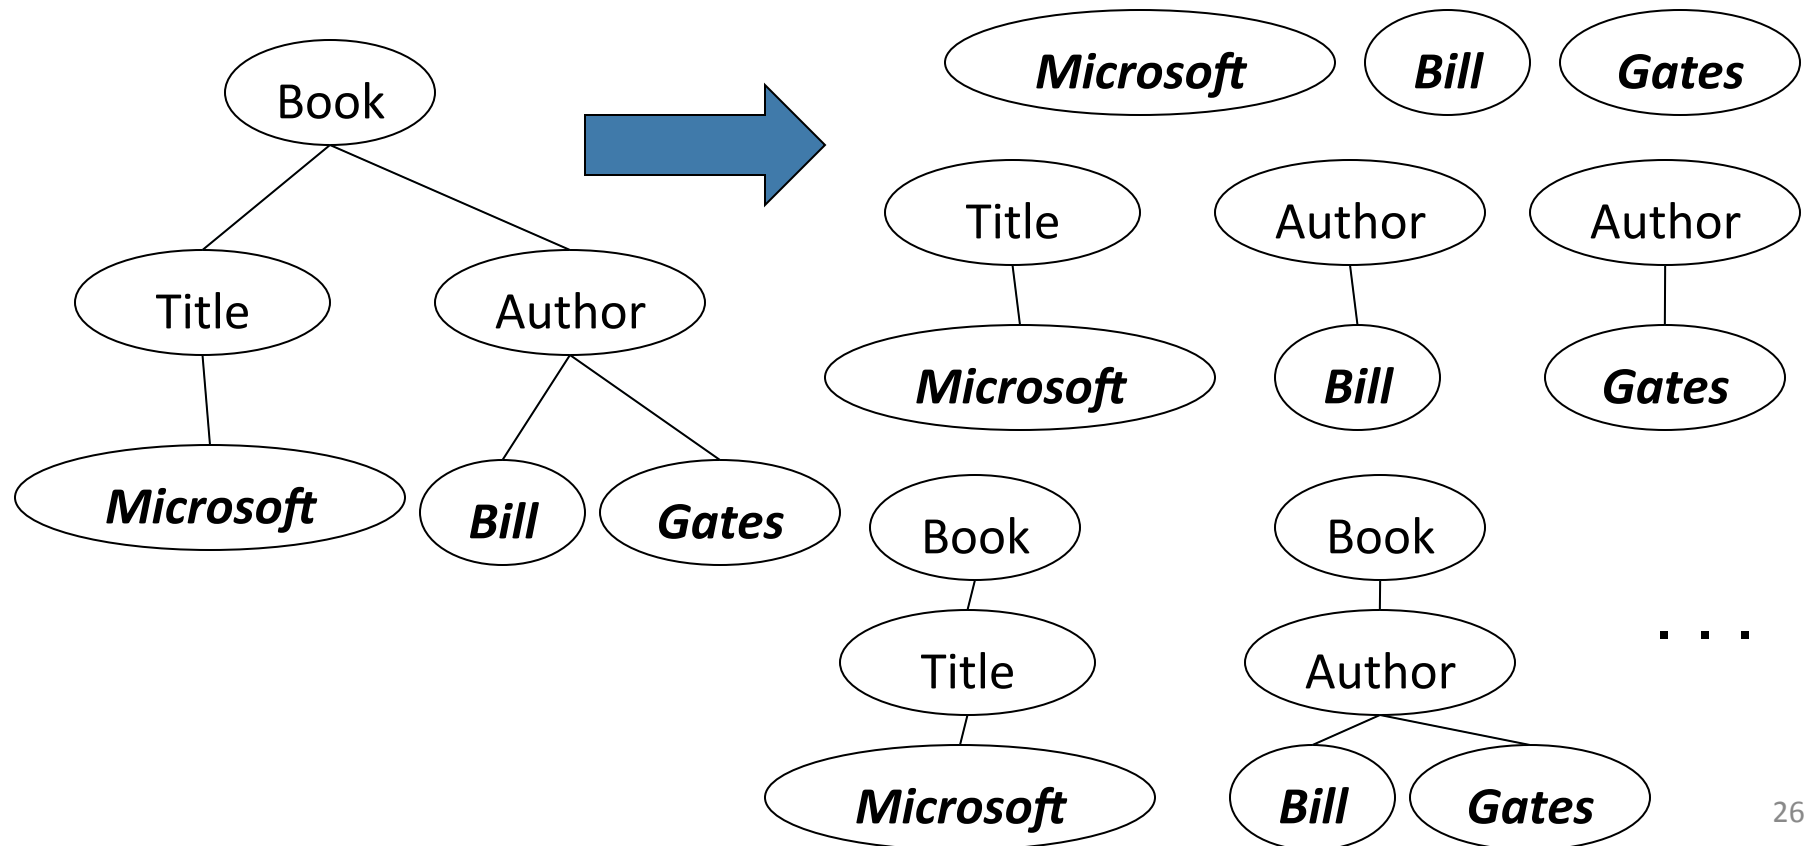 Book
Title Author
Microsoft Bill Gates
Microsoft Bill Gates
Title Author Author
Microsoft Bill Gates
Book Book
Title Author
. . .
Microsoft Bill Gates
26